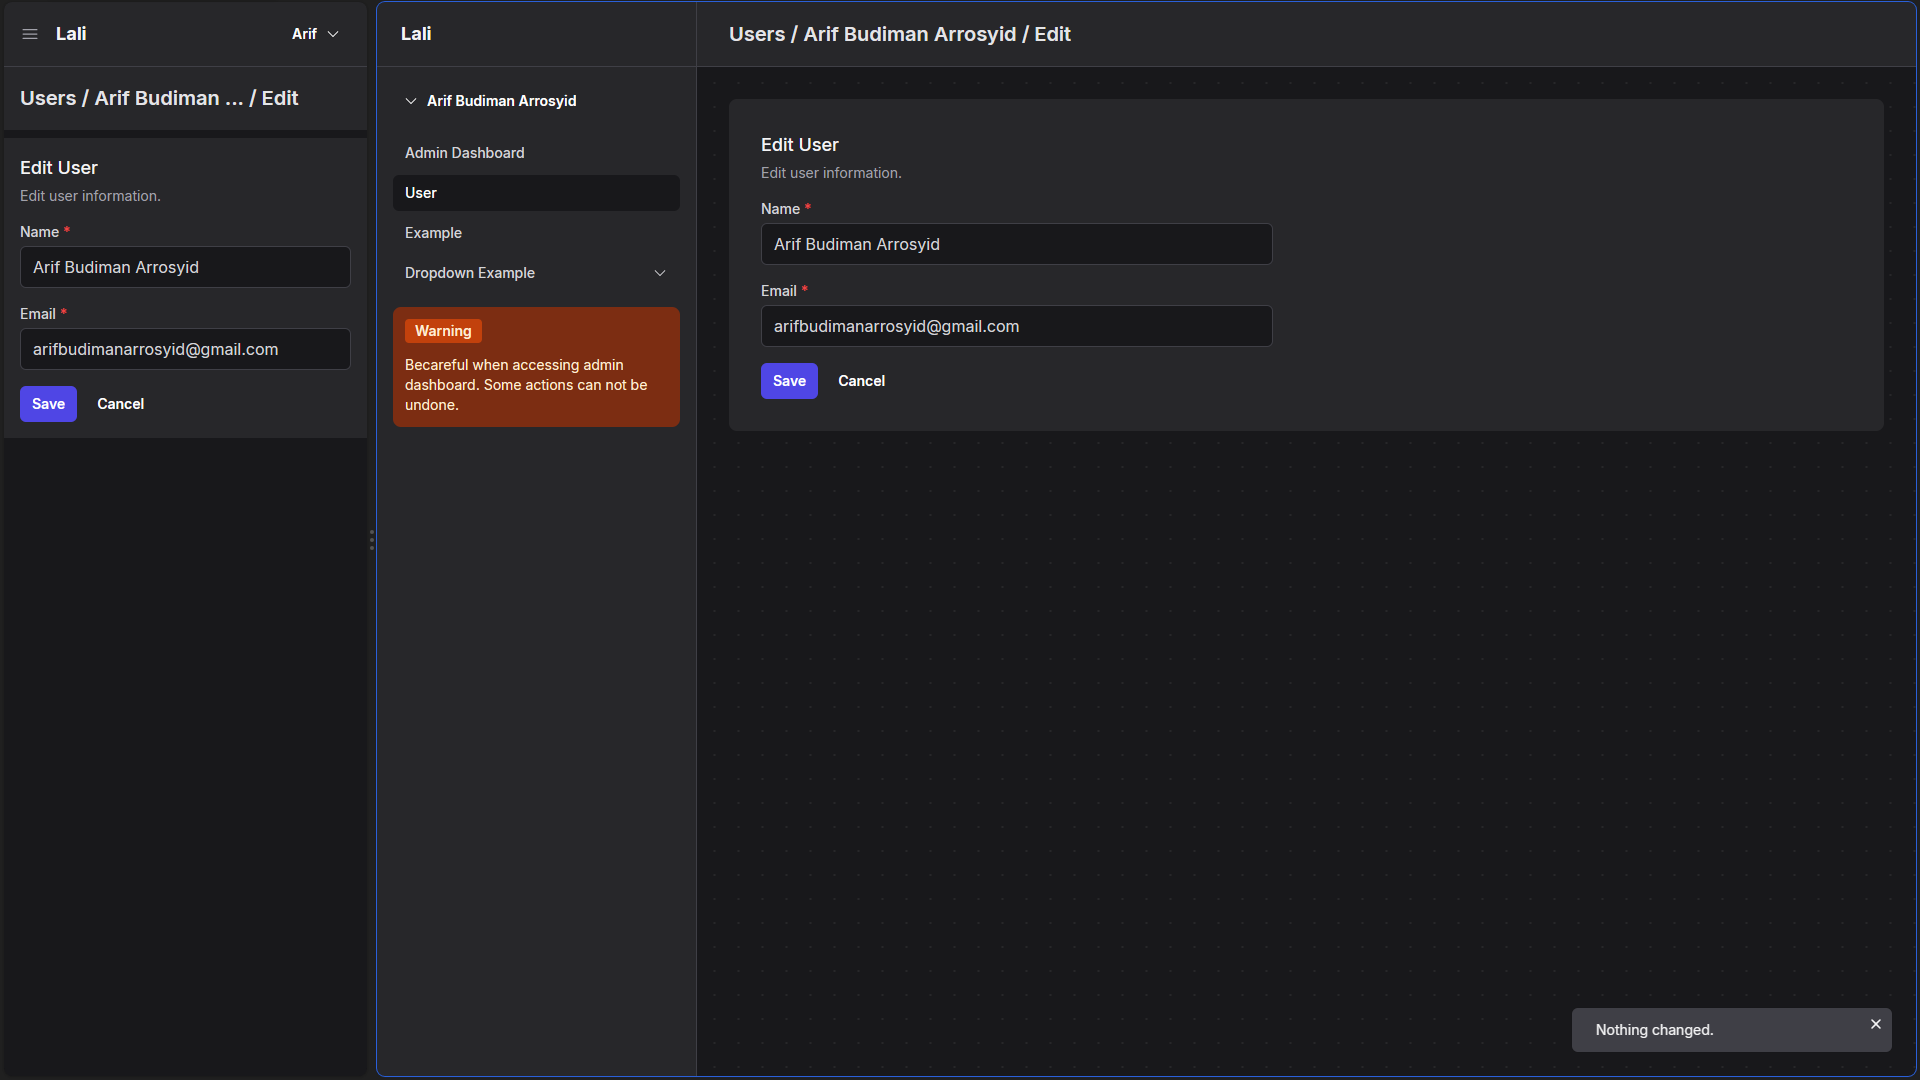 Lali
Arif
Users / Arif Budiman ... / Edit
Edit User
Edit user information.
Name *
Arif Budiman Arrosyid
Email *
arifbudimanarrosyid@gmail.com
Save
Cancel
Lali
Arif Budiman Arrosyid
Admin Dashboard
User
Example
Dropdown Example
Warning
Becareful when accessing admin
dashboard. Some actions can not be
undone.
Users / Arif Budiman Arrosyid / Edit
Edit User
Edit user information.
Name *
Arif Budiman Arrosyid
Email *
arifbudimanarrosyid@gmail.com
Save
Cancel
Nothing changed.